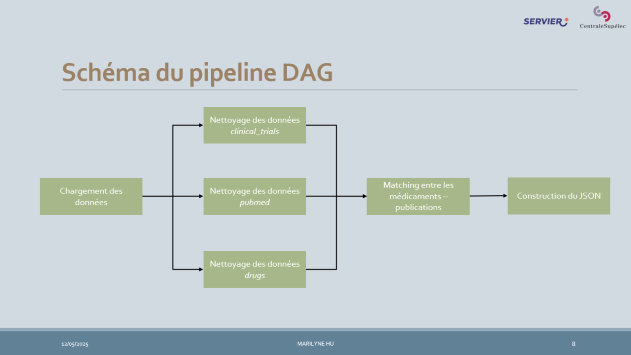 SERVIER
CentraleSupélec
Schéma du pipeline DAG
Nettoyage des données
clinical_trials
Chargement des
données
Nettoyage des données
pubmed
Matching entre les
médicaments –
publications
Construction du JSON
Nettoyage des données
drugs
12/05/2025
MARILYNE HU
8